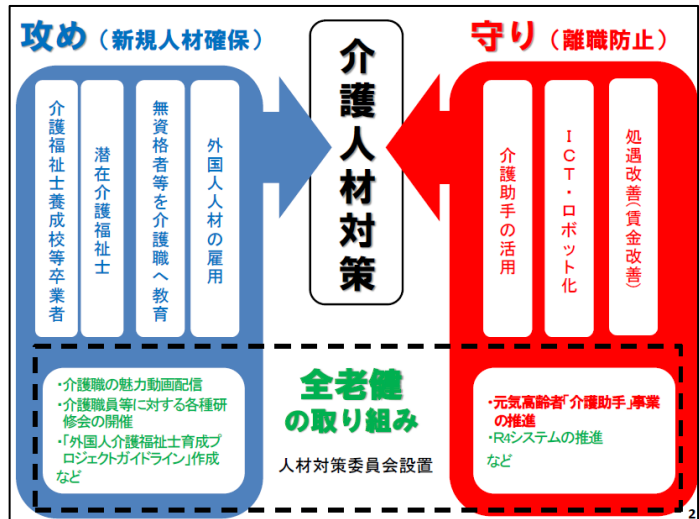 攻め（新規人材確保）
介護福祉士養成校等卒業者
潜在介護福祉士
無資格者等を介護職へ教育
外国人人材の雇用
介護人材対策
守り（離職防止）
介護助手の活用
ICT・ロボット化
処遇改善（賃金改善）
・介護職の魅力動画配信
・介護職員等に対する各種研
修会の開催
・「外国人介護福祉士育成プ
ロジェクトガイドライン」作成
など
全老健
の取り組み
人材対策委員会設置
・元気高齢者「介護助手」事業
の推進
・R4システムの推進
など
2